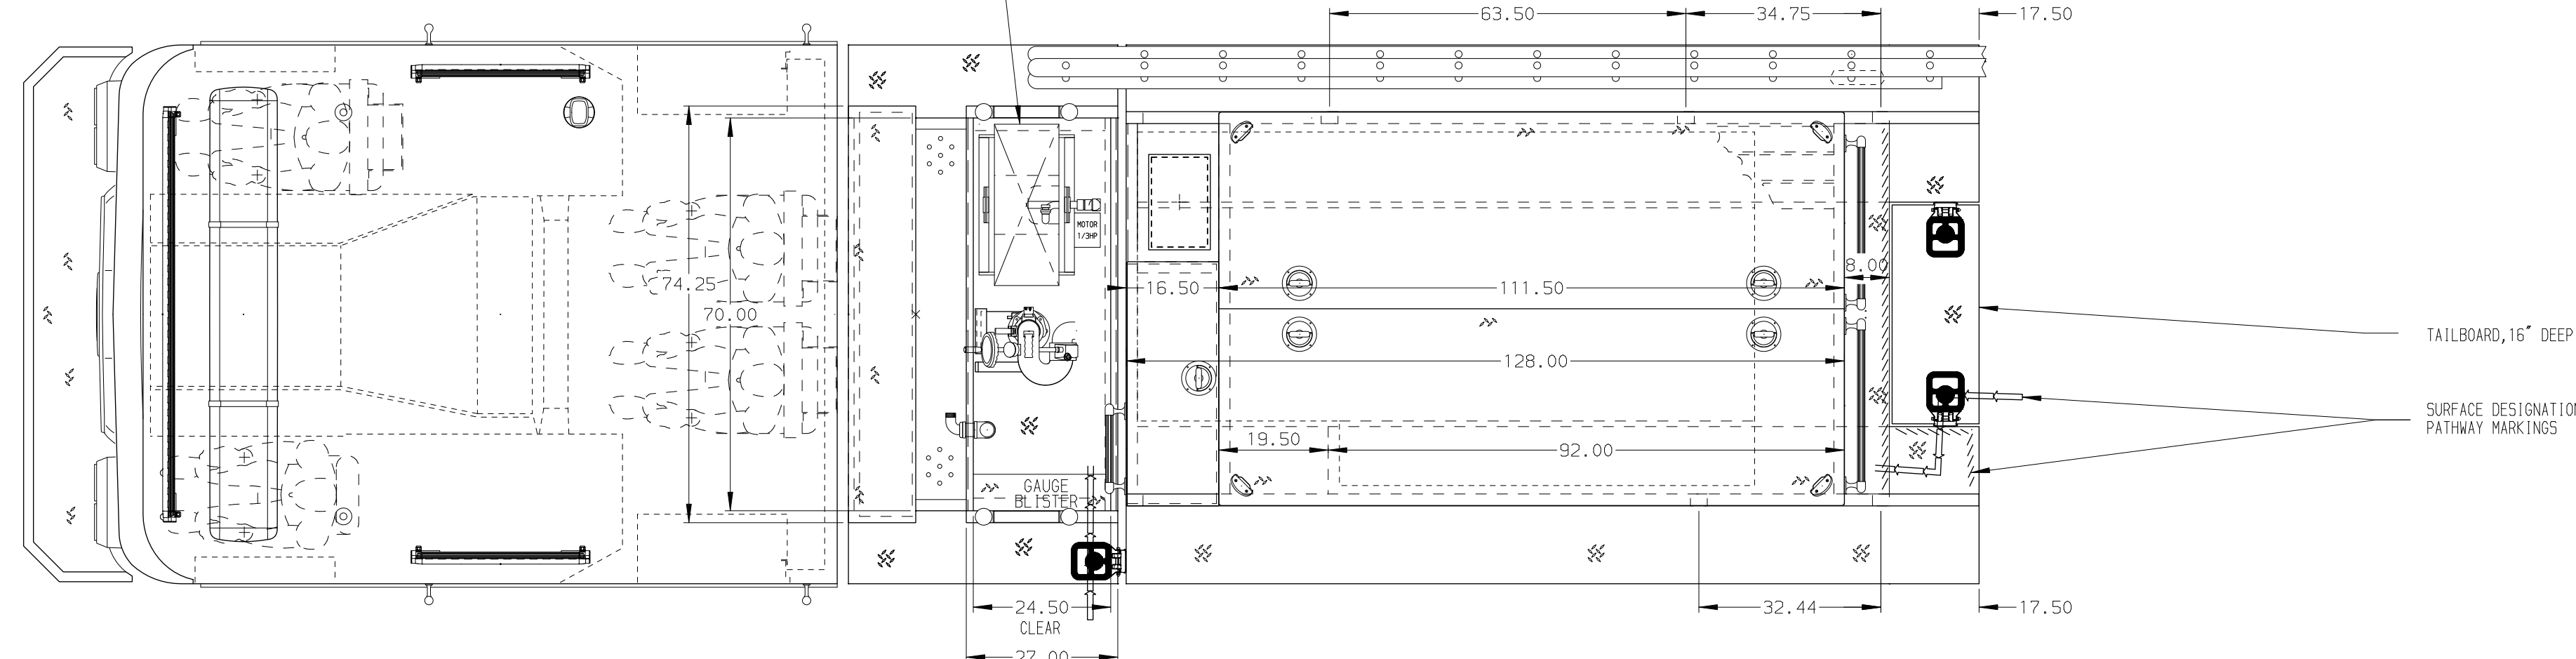 63.50
34.75
17.50
MOTOR
1/3HP
8.00
74.25
16.50
111.50
70.00
TAILBOARD,16" DEEP
128.00
SURFACE DESIGNATION
PATHWAY MARKINGS
19.50
92.00
GAUGE
BLISTER
24.50
CLEAR
32.44
17.50
27.00